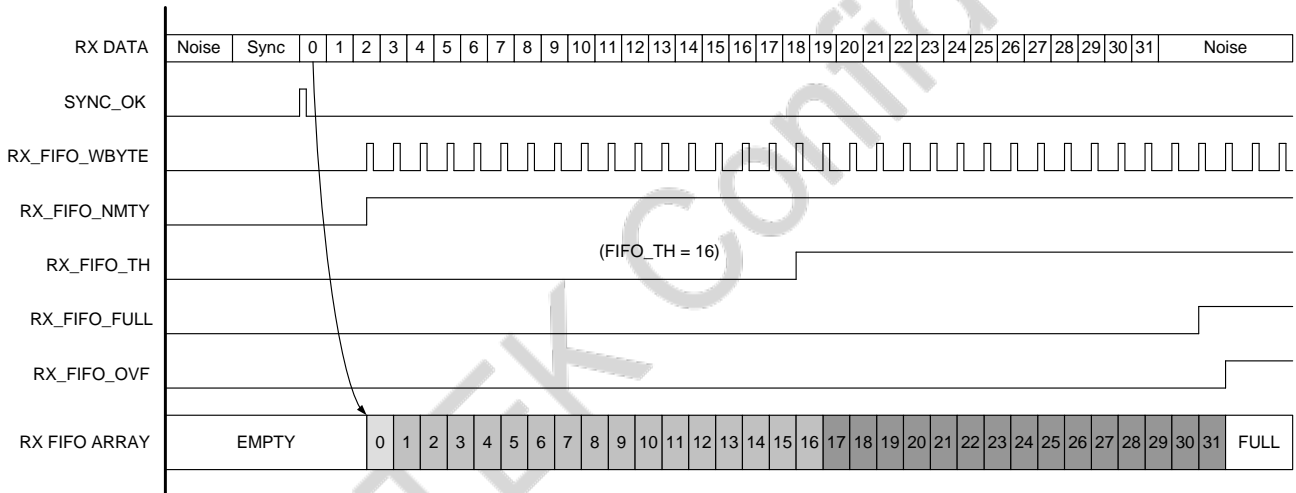 RX DATA Noise Sync 0 1 2 3 4 5 6 7 8 9 10 11 12 13 14 15 16 17 18 19 20 21 22 23 24 25 26 27 28 29 30 31 Noise
SYNC_OK
RX_FIFO_WBYTE
RX_FIFO_NMTY
(FIFO_TH = 16)
RX_FIFO_TH
RX_FIFO_FULL
RX_FIFO_OVF
RX FIFO ARRAY EMPTY 0 1 2 3 4 5 6 7 8 9 10 11 12 13 14 15 16 17 18 19 20 21 22 23 24 25 26 27 28 29 30 31 FULL